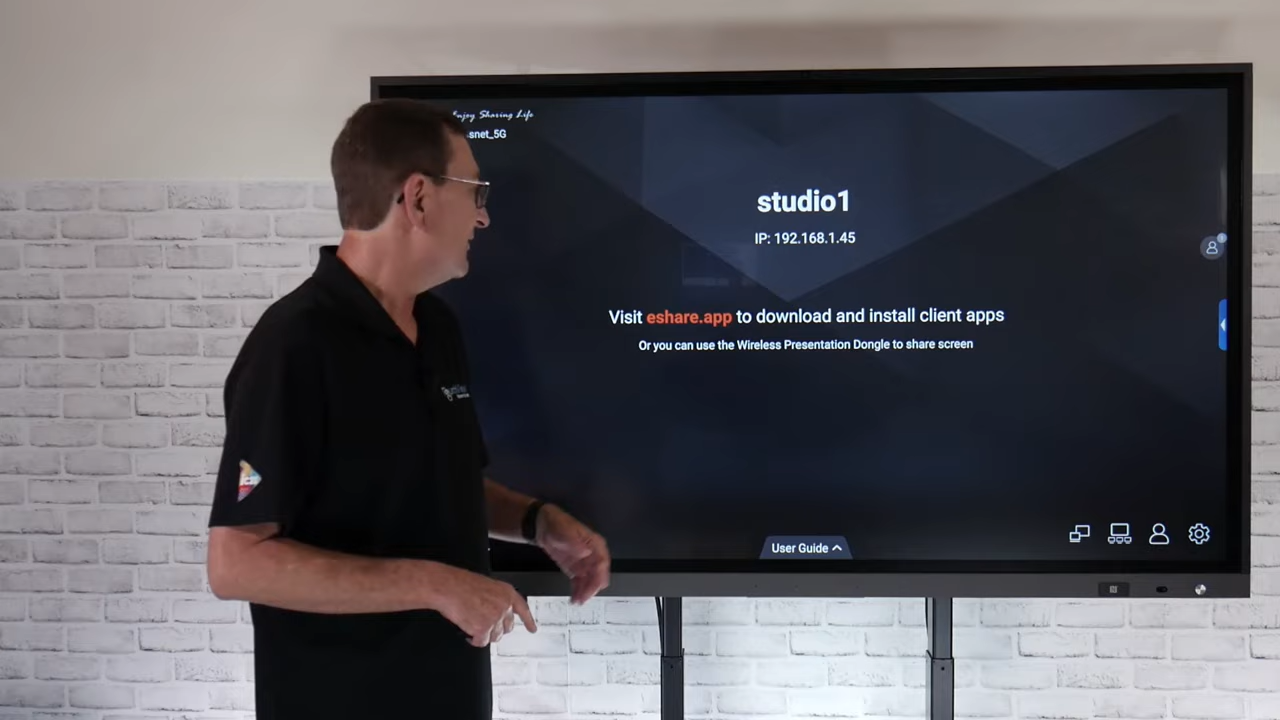 njoy Sharing Life
.snet_5G
studio1
IP: 192.168.1.45
Visit eshare.app to download and install client apps
Or you can use the Wireless Presentation Dongle to share screen
User Guide